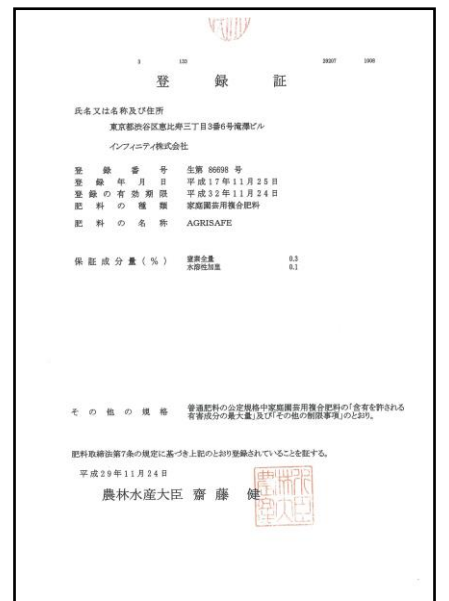 3 153 20207 1008
登録証
氏名又は名称及び住所
東京都渋谷区恵比寿三丁目3番6号滝澤ビル
インフィニティ株式会社
登録番号 生第 86698 号
登録年月日 平成17年11月25日
登録の有効期限 平成32年11月24日
肥料の種類 家庭園芸用複合肥料
肥料の名称 AGRISAFE
保証成分量(%) 窒素全量 0.3
水溶性加里 0.1
その他の規格 普通肥料の公定規格中家庭園芸用複合肥料の「含有を許される
有害成分の最大量」及び「その他の制限事項」のとおり。
肥料取締法第7条の規定に基づき上記のとおり登録されていることを証する。
平成29年11月24日
農林水産大臣 齋藤健